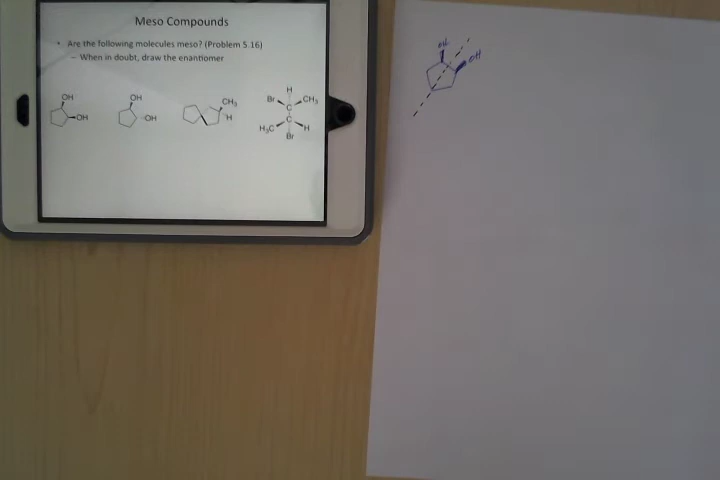 Meso Compounds
• Are the following molecules meso? (Problem 5.16)
– When in doubt, draw the enantiomer
OH
OH
OH
OH
CH₃
H
H
Br
CH₃
C
C
H₃C
H
Br
OH
OH